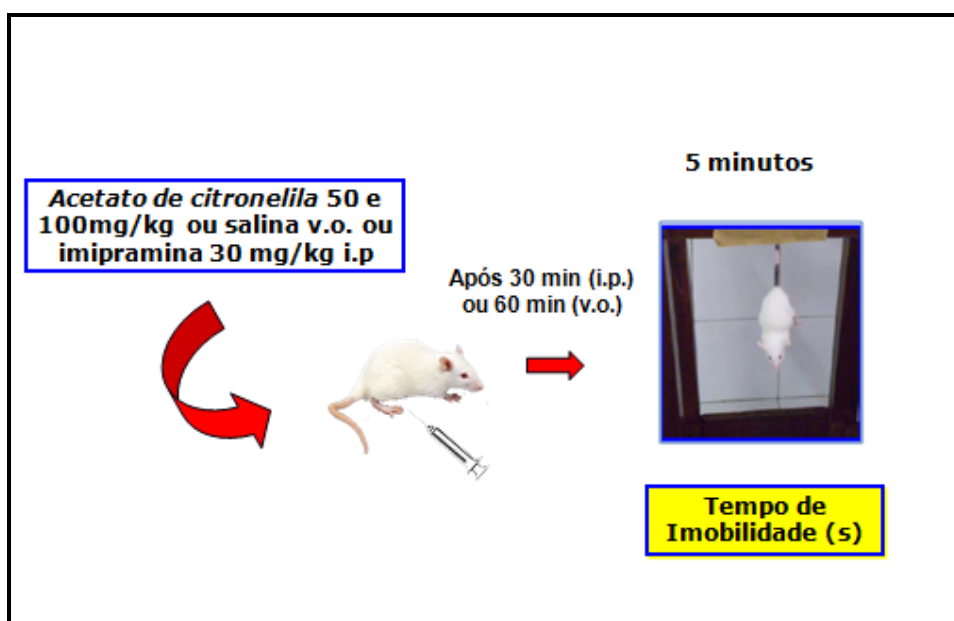 Acetato de citronelila 50 e
100mg/kg ou salina v.o. ou
imipramina 30 mg/kg i.p
Após 30 min (i.p.)
ou 60 min (v.o.)
5 minutos
Tempo de
Imobilidade (s)